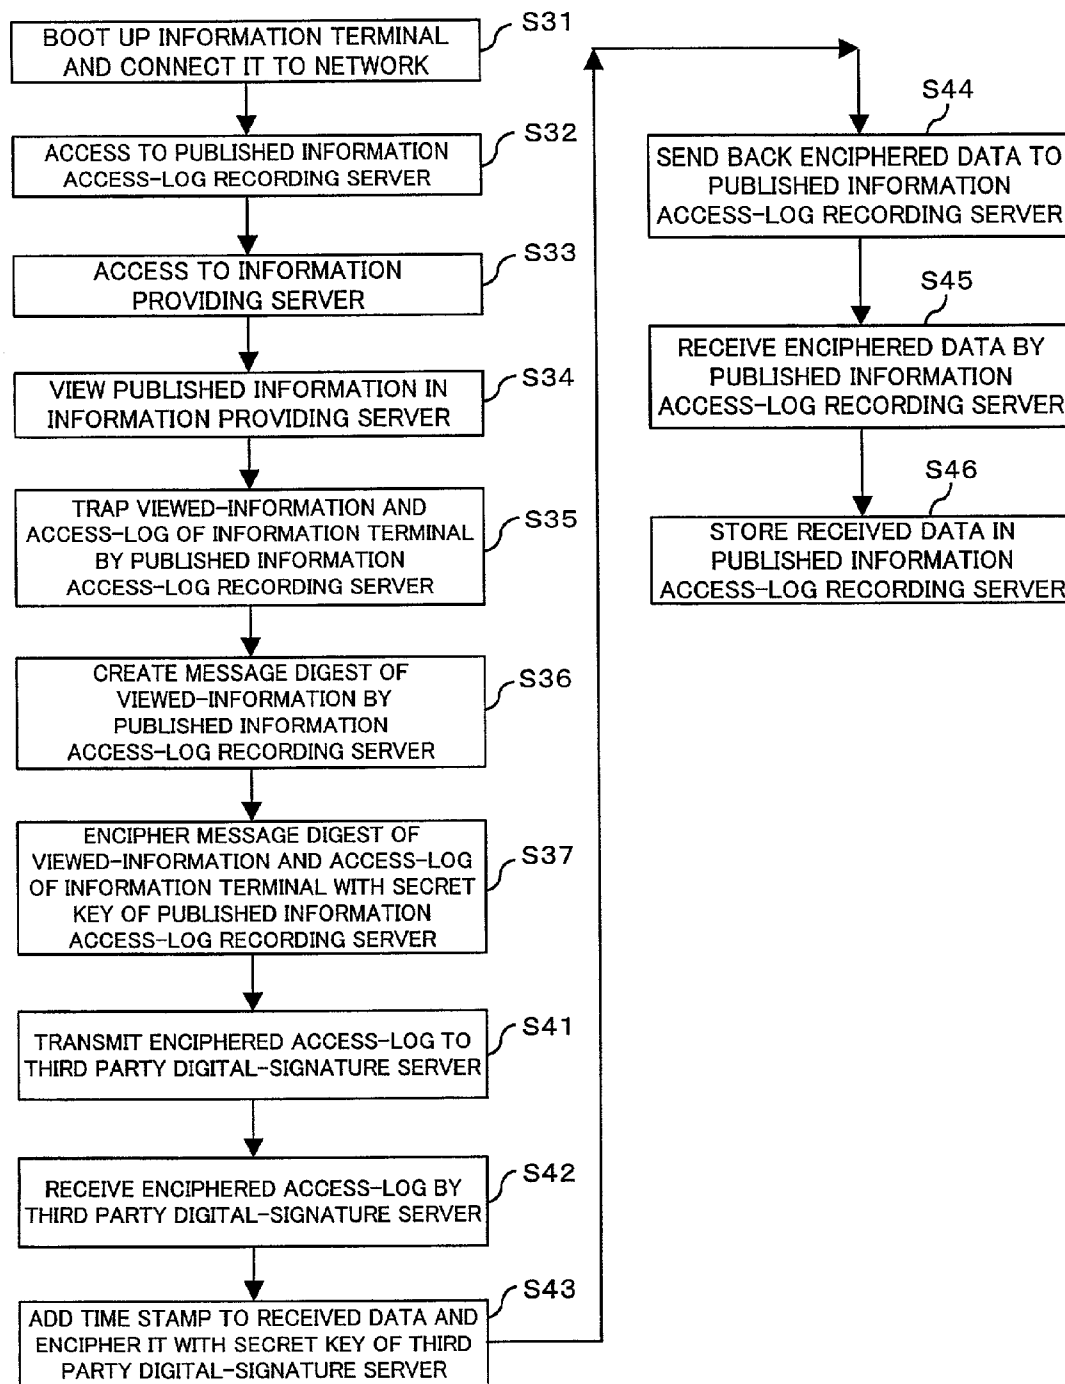 S31
BOOT UP INFORMATION TERMINAL
AND CONNECT IT TO NETWORK
S32
ACCESS TO PUBLISHED INFORMATION
ACCESS-LOG RECORDING SERVER
S33
ACCESS TO INFORMATION
PROVIDING SERVER
S34
VIEW PUBLISHED INFORMATION IN
INFORMATION PROVIDING SERVER
S35
TRAP VIEWED-INFORMATION AND
ACCESS-LOG OF INFORMATION TERMINAL
BY PUBLISHED INFORMATION
ACCESS-LOG RECORDING SERVER
S36
CREATE MESSAGE DIGEST OF
VIEWED-INFORMATION BY
PUBLISHED INFORMATION
ACCESS-LOG RECORDING SERVER
S37
ENCIPHER MESSAGE DIGEST OF
VIEWED-INFORMATION AND ACCESS-LOG
OF INFORMATION TERMINAL WITH SECRET
KEY OF PUBLISHED INFORMATION
ACCESS-LOG RECORDING SERVER
S41
TRANSMIT ENCIPHERED ACCESS-LOG TO
THIRD PARTY DIGITAL-SIGNATURE SERVER
S42
RECEIVE ENCIPHERED ACCESS-LOG BY
THIRD PARTY DIGITAL-SIGNATURE SERVER
S43
ADD TIME STAMP TO RECEIVED DATA AND
ENCIPHER IT WITH SECRET KEY OF THIRD
PARTY DIGITAL-SIGNATURE SERVER
S44
SEND BACK ENCIPHERED DATA TO
PUBLISHED INFORMATION
ACCESS-LOG RECORDING SERVER
S45
RECEIVE ENCIPHERED DATA BY
PUBLISHED INFORMATION
ACCESS-LOG RECORDING SERVER
S46
STORE RECEIVED DATA IN
PUBLISHED INFORMATION
ACCESS-LOG RECORDING SERVER